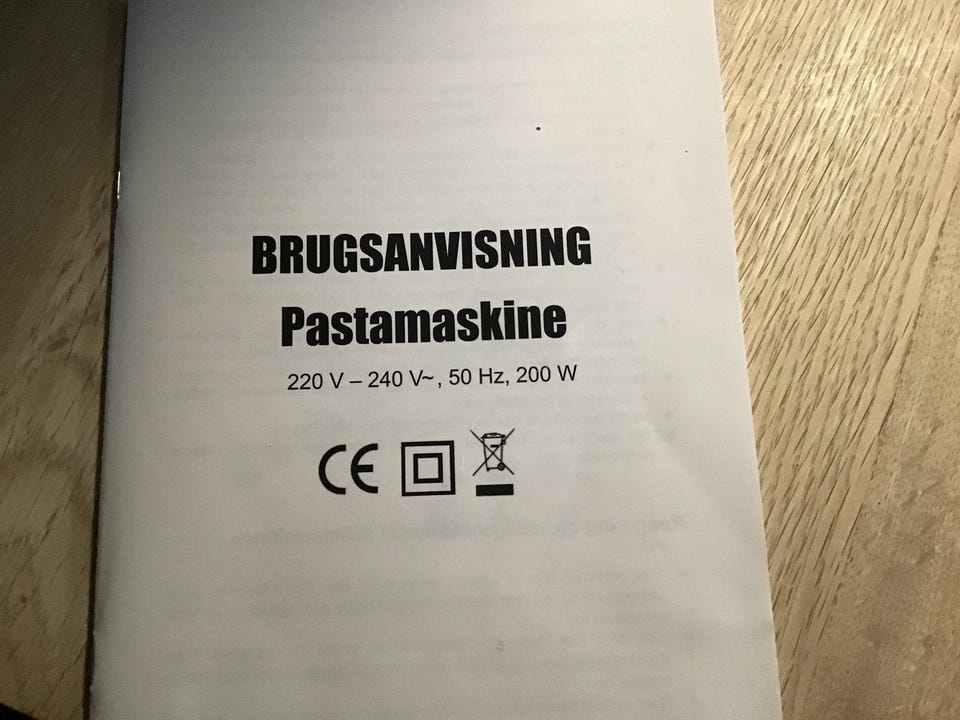 BRUGSANVISNING
Pastamaskine
220 V – 240 V~, 50 Hz, 200 W
CE